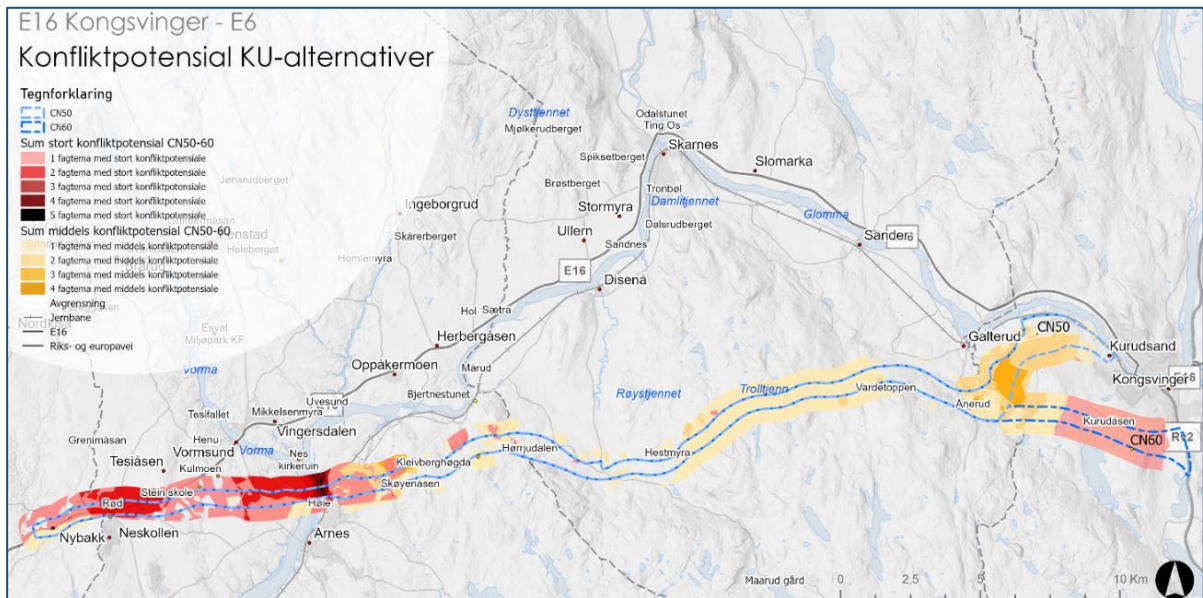 E16 Kongsvinger - E6
Konfliktpotensial KU-alternativer
Tegnforklaring
CN50
CN60
Sum stort konfliktpotensial CN50-60
1 fagtema med stort konfliktpotensiale
2 fagtema med stort konfliktpotensiale
3 fagtema med stort konfliktpotensiale
4 fagtema med stort konfliktpotensiale
5 fagtema med stort konfliktpotensiale
Sum middels konfliktpotensial CN50-60
1 fagtema med middels konfliktpotensiale
2 fagtema med middels konfliktpotensiale
3 fagtema med middels konfliktpotensiale
4 fagtema med middels konfliktpotensiale
Avgrensning
Jernbane
E16
Riks- og europavei
Dysttjennet
Mjølkerudberget
Odalstunet
Ting Os
Skarnes
Spiksetberget
Slomarka
Jønsrudberget
Brøstberget
Tronbøl
Damlitjennet
Ingeborgrud
Stormyra
Glomma
Skårerberget
Ullern
Dalsrudberget
Holeberget
Sander
Sandnes
Homlemyra
E16
Disenå
Nordkisa
Hol
Sætra
CN50
Esval
Miljøpark KF
Herbergåsen
Galterud
Kurudsand
Vorma
Oppåkermoen
Marud
Trolltjenn
Kongsvinger
E16
Røystjennet
Vardetoppen
Uvesund
Bjertnestunet
Anerud
Tesifallet
Mikkelsenmyra
Kurudåsen
Vingersdalen
Grenimåsan
Henu
Vormsund
Vorma
CN60
Hørrjudalen
Tesiåsen
Kulmoen
Nes
kirkeruin
Kleivberghøgda
Hestmyra
Stein skole
Skøyenåsen
Rød
Høle
Nybakk
Neskollen
Arnes
Maarud gård
0
2.5
5
10 Km